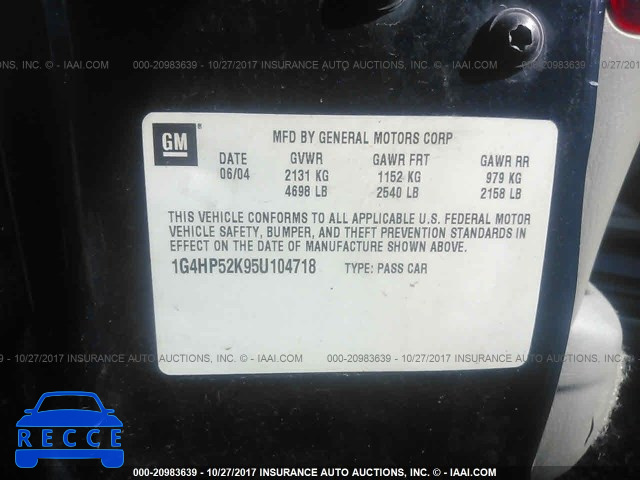 INC. - IAAI.COM 000-20983639 - 10/27/2017 INSURANCE AUTO AUCTIONS, INC. - IAAI.COM 000-20983639 - 10/27/2017
GM®
MFD BY GENERAL MOTORS CORP
DATE GVWR GAWR FRT GAWR RR
06/04 2131 KG 1152 KG 979 KG
4698 LB 2540 LB 2158 LB
THIS VEHICLE CONFORMS TO ALL APPLICABLE U.S. FEDERAL MOTOR
VEHICLE SAFETY, BUMPER, AND THEFT PREVENTION STANDARDS IN
EFFECT ON THE DATE OF MANUFACTURE SHOWN ABOVE.
1G4HP52K95U104718 TYPE: PASS CAR
9 - 10/27/2017 INSURANCE AUTO AUCTIONS, INC. - IAAI.COM 000-20983639 - 10/27/2017 INSURANCE AUTO AUCTIONS, INC. - IAAI.COM
RECCE
000-20983639 - 10/27/2017 INSURANCE AUTO AUCTIONS, INC. - IAAI.COM